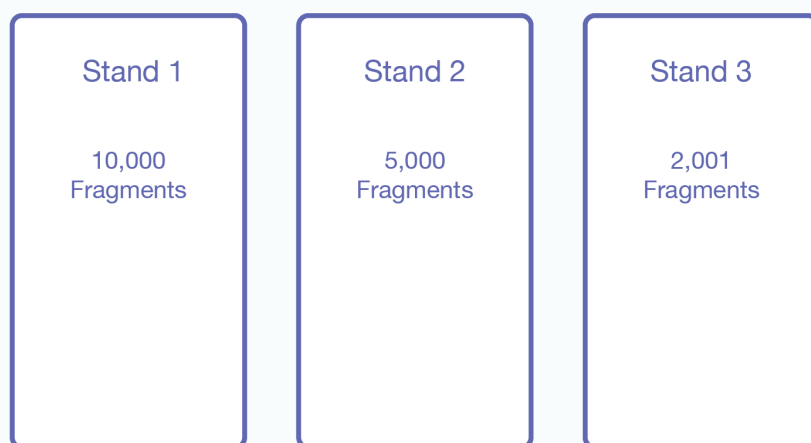 Stand 1
10,000
Fragments
Stand 2
5,000
Fragments
Stand 3
2,001
Fragments